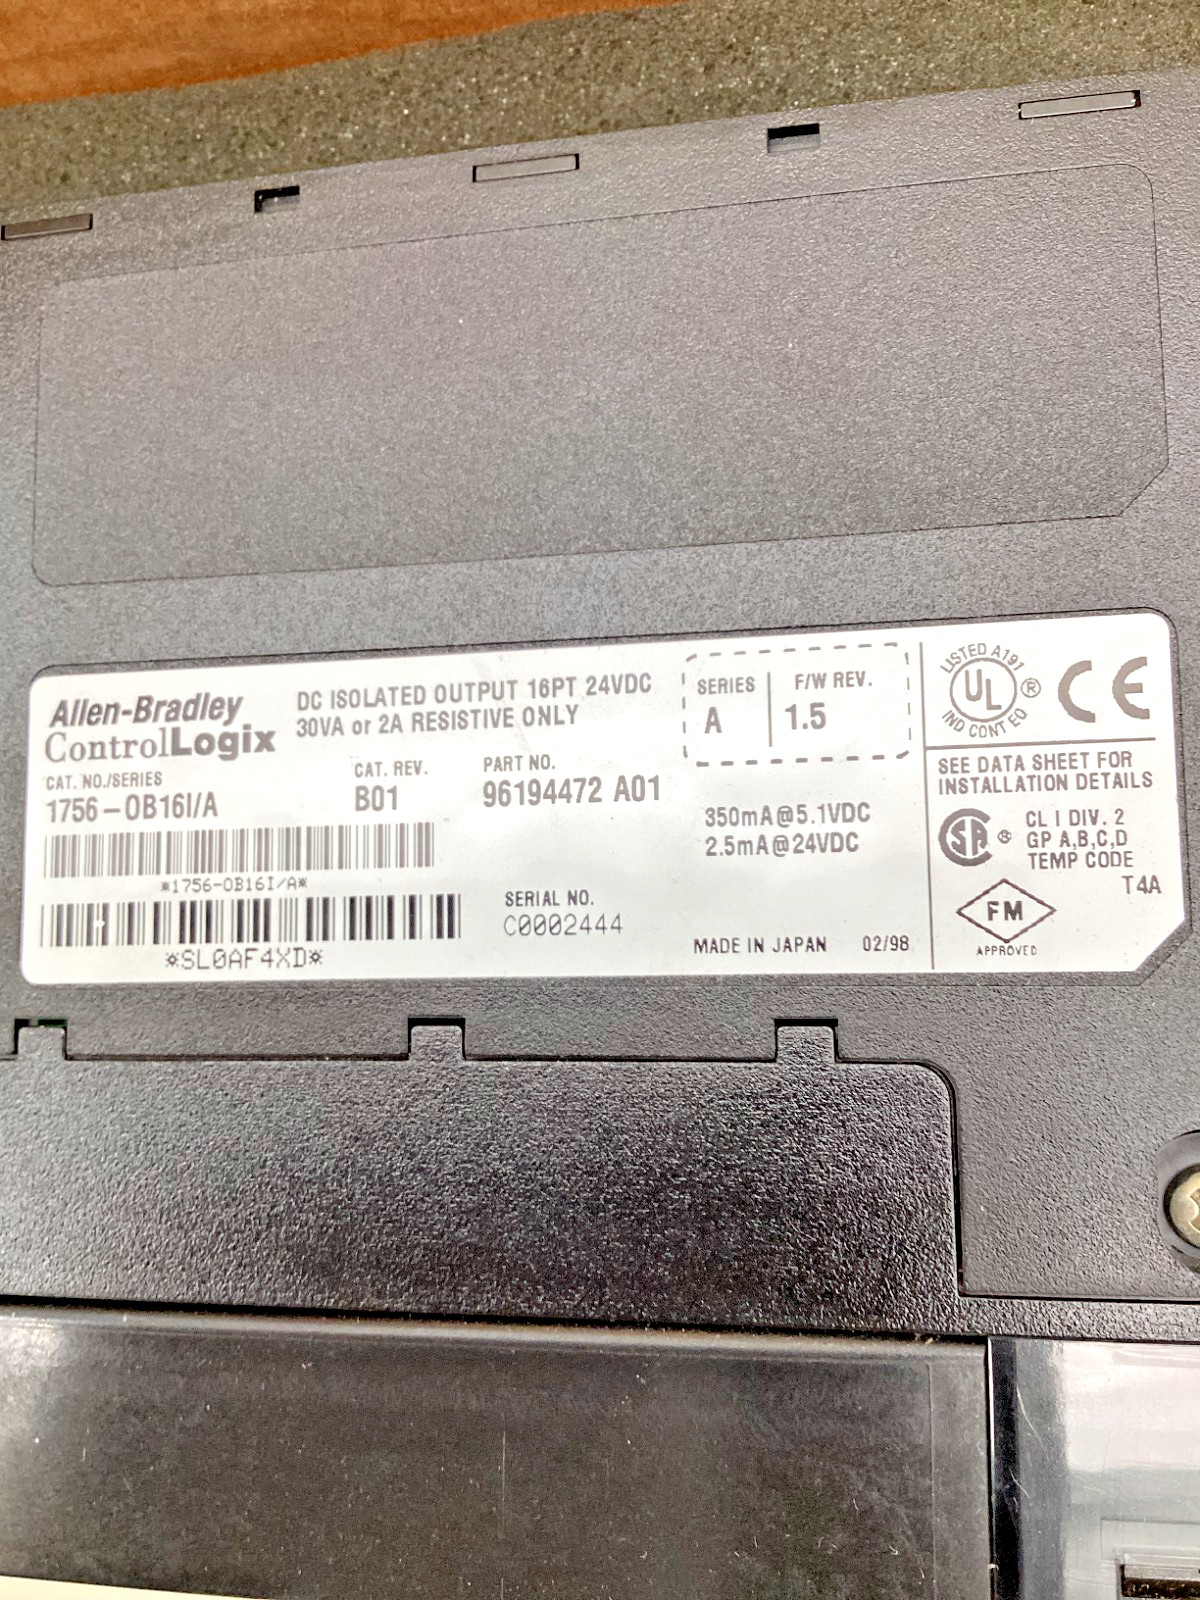 Allen-Bradley
ControlLogix
DC ISOLATED OUTPUT 16PT 24VDC
30VA or 2A RESISTIVE ONLY
SERIES
A
F/W REV.
1.5
CAT. NO./SERIES
1756-OB16I/A
CAT. REV.
B01
PART NO.
96194472 A01
*1756-OB16I/A*
*SL0AF4XD*
SERIAL NO.
C0002444
350mA@5.1VDC
2.5mA@24VDC
MADE IN JAPAN 02/98
LISTED A191
UL ®
IND CONT EQ
CE
SEE DATA SHEET FOR
INSTALLATION DETAILS
SA ®
CL I DIV. 2
GP A,B,C,D
TEMP CODE
T4A
FM
APPROVED